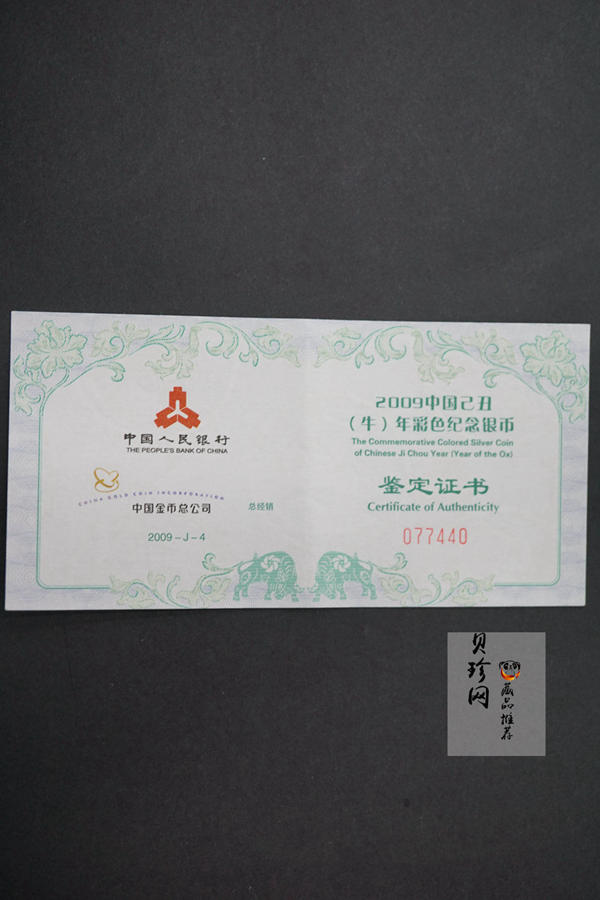 中国人民银行
THE PEOPLE'S BANK OF CHINA
CHINA GOLD COIN INCORPORATION
中国金币总公司
总经销
2009-J-4
2009中国己丑
(牛)年彩色纪念银币
The Commemorative Colored Silver Coin
of Chinese Ji Chou Year (Year of the Ox)
鉴定证书
Certificate of Authenticity
077440
贝珍网
藏品推荐